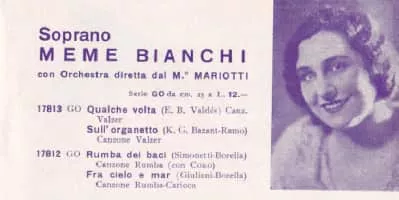 Soprano
MEME BIANCHI
con Orchestra diretta dal M.º MARIOTTI
Serie GO da cm. 25 a L. 12.—
17813 GO Qualche volta (E. B. Valdés) Canz.
Valzer
Sull'organetto (K. G. Bazant-Ramo)
Canzone Valzer
17812 GO Rumba dei baci (Simonetti-Borella)
Canzone Rumba (con Coro)
Fra cielo e mar (Giuliani-Borella)
Canzone Rumba-Carioca